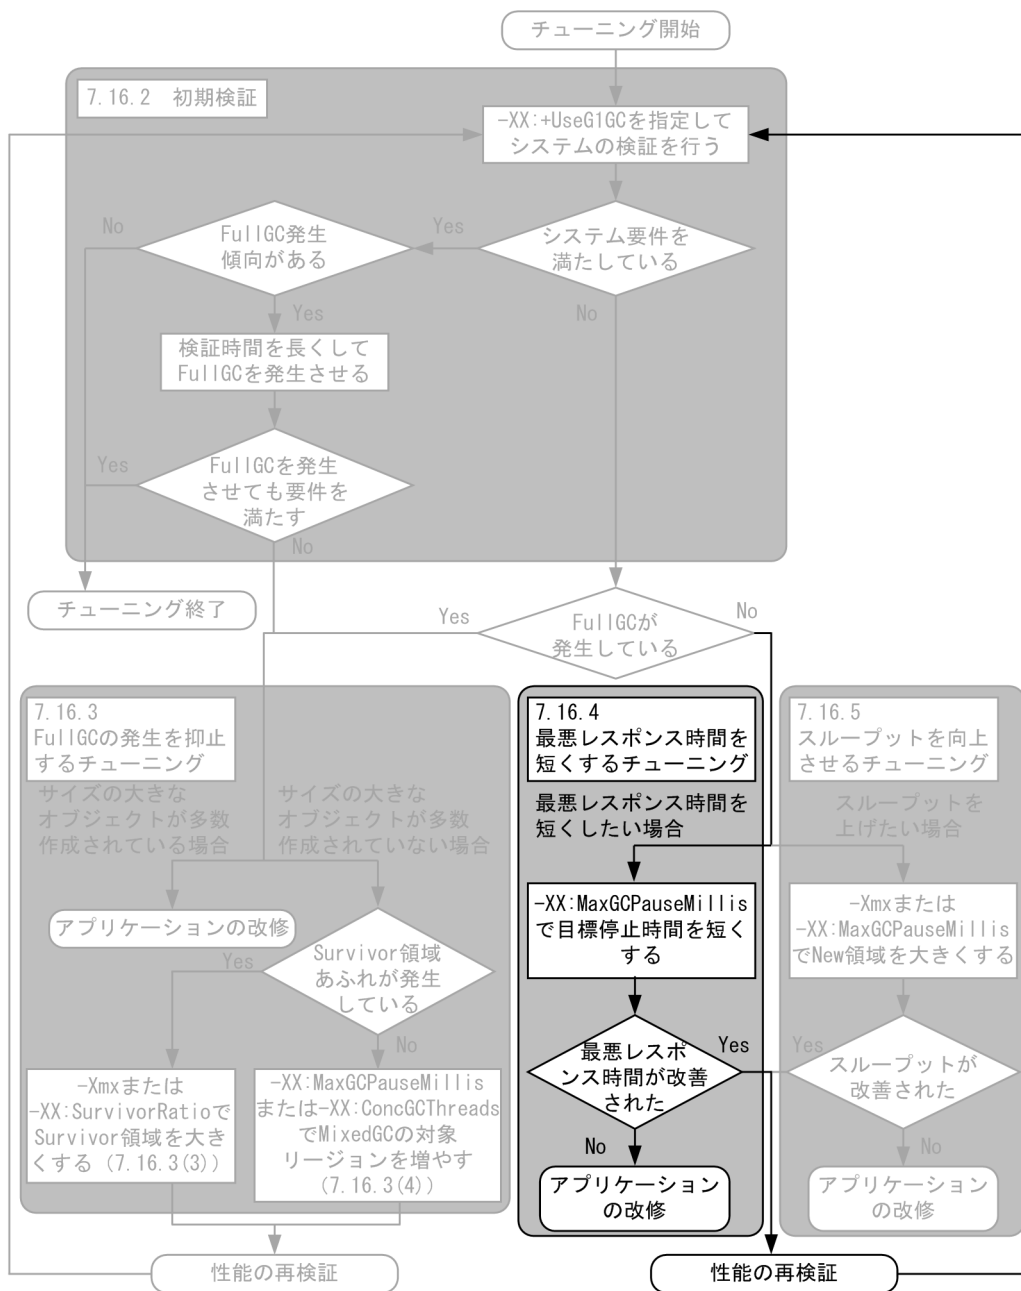 チューニング開始
7.16.2 初期検証
-XX:+UseG1GCを指定して
システムの検証を行う
No
FullGC発生
傾向がある
Yes
システム要件を
満たしている
Yes
No
検証時間を長くして
FullGCを発生させる
Yes
FullGCを発生
させても要件を
満たす
No
チューニング終了
Yes
FullGCが
発生している
No
7.16.3
FullGCの発生を抑止
するチューニング
サイズの大きな
オブジェクトが多数
作成されている場合
サイズの大きな
オブジェクトが多数
作成されていない場合
アプリケーションの改修
Survivor領域
あふれが発生
している
Yes
No
-Xmxまたは
-XX:SurvivorRatioで
Survivor領域を大き
くする(7.16.3(3))
-XX:MaxGCPauseMillis
または-XX:ConcGCThreads
でMixedGCの対象
リージョンを増やす
(7.16.3(4))
性能の再検証
7.16.4
最悪レスポンス時間を
短くするチューニング
最悪レスポンス時間を
短くしたい場合
-XX:MaxGCPauseMillis
で目標停止時間を短く
する
最悪レスポ
ンス時間が改善
された
Yes
No
アプリケーション
の改修
7.16.5
スループットを向上
させるチューニング
スループットを
上げたい場合
-Xmxまたは
-XX:MaxGCPauseMillis
でNew領域を大きくする
Yes
スループットが
改善された
No
アプリケーション
の改修
性能の再検証